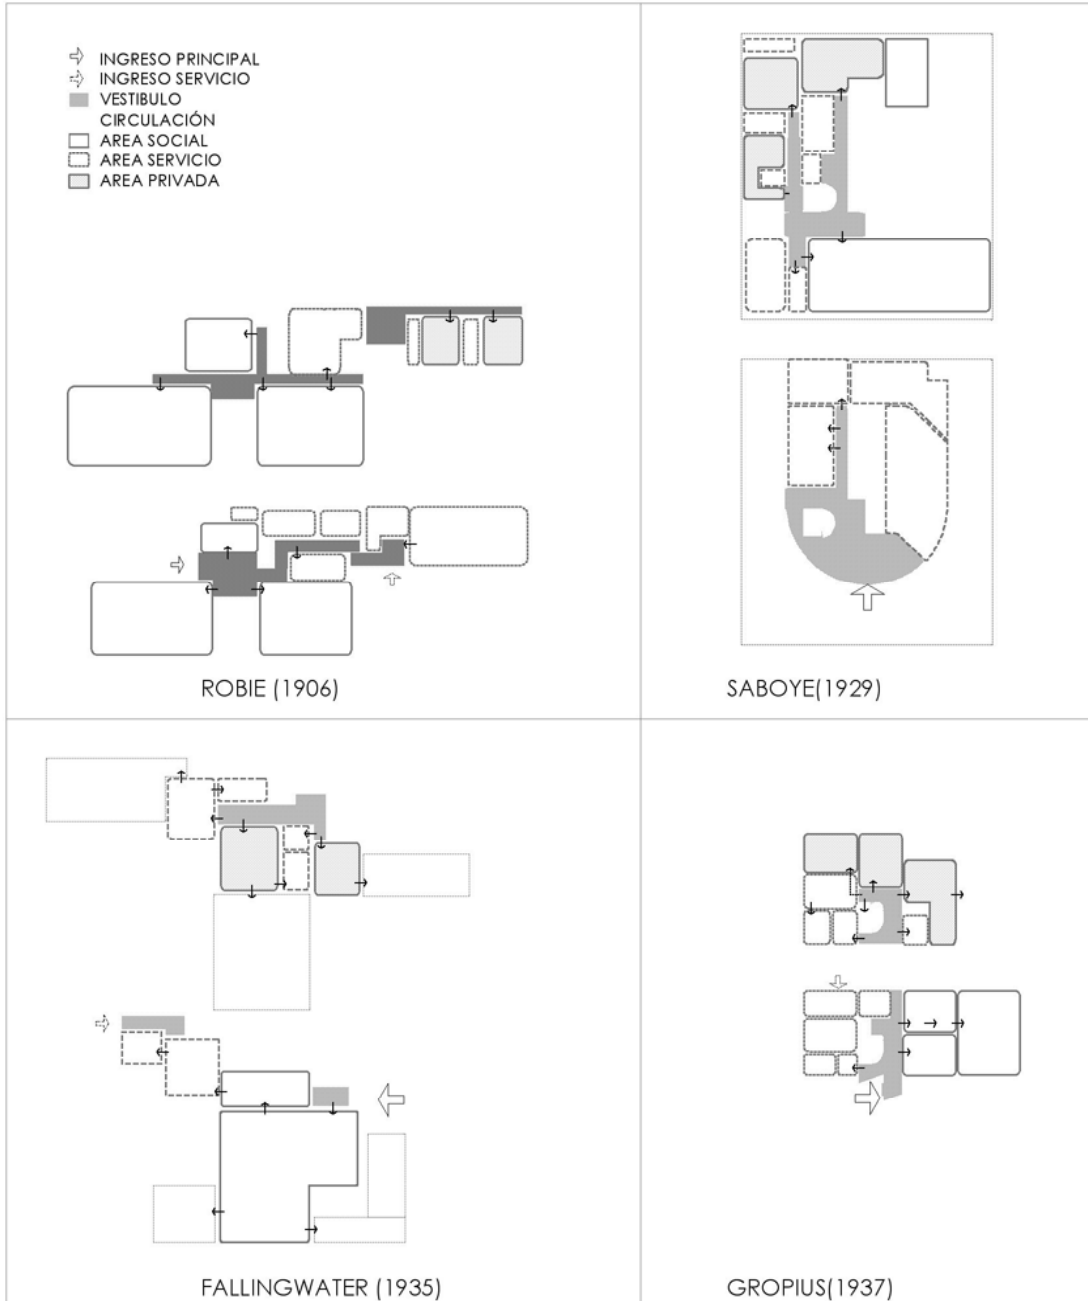 INGRESO PRINCIPAL
INGRESO SERVICIO
VESTIBULO
CIRCULACIÓN
AREA SOCIAL
AREA SERVICIO
AREA PRIVADA
ROBIE (1906)
SABOYE(1929)
FALLINGWATER (1935)
GROPIUS(1937)